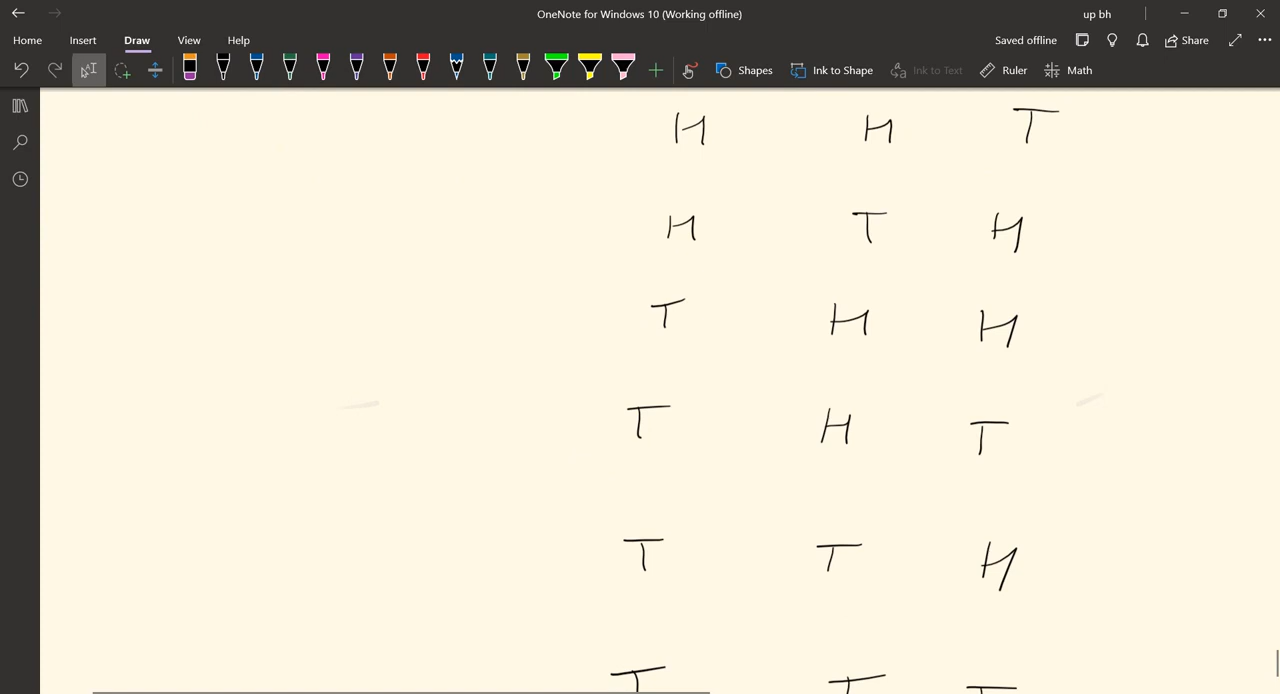 OneNote for Windows 10 (Working offline) up bh
Home Insert Draw View Help Saved offline Share
Shapes Ink to Shape Ink to Text Ruler Math
H H T
H T H
T H H
T H T
T T H
T T T